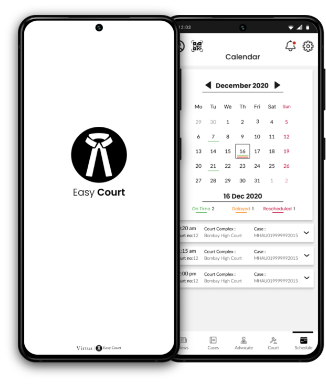 Easy Court
Virtus Easy Court
12:03
Calendar
December 2020
Mo Tu We Th Fri Sat Sun
29 30 1 2 3 4 5
6 7 8 9 10 11 12
13 14 15 16 17 18 19
20 21 22 23 24 25 26
27 28 29 30 31 1 2
16 Dec 2020
On Time 2 Delayed 1 Rescheduled 1
:20 am Court Complex : Case :
rt no:12 Bombay High Court MHAU019999992015
:15 am Court Complex : Case :
rt no:12 Bombay High Court MHAU019999992015
:00 pm Court Complex : Case :
rt no:12 Bombay High Court MHAU019999992015
Cases Advocate Court Schedule